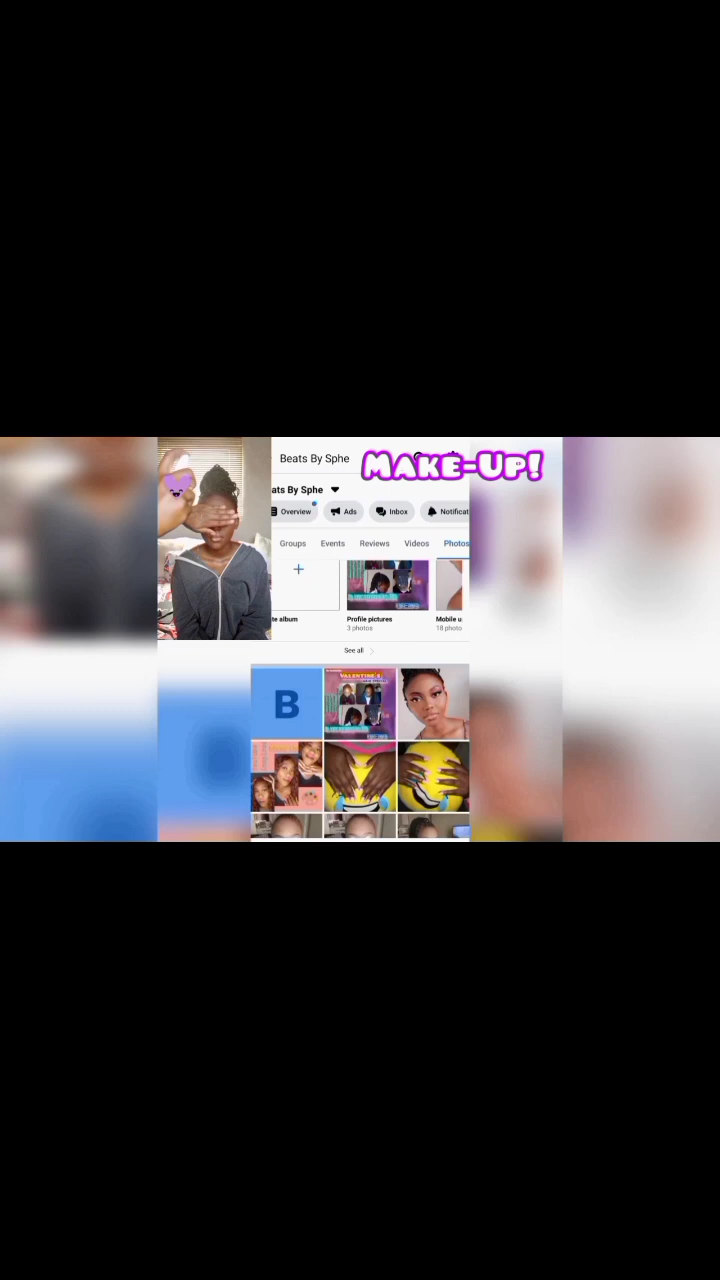 Beats By Sphe
MAKE-UP!
ats By Sphe
Overview
Ads
Inbox
Notificat
Groups
Events
Reviews
Videos
Photos
te album
Profile pictures
3 photos
Mobile u
18 photo
See all
B
VALENTINE'S